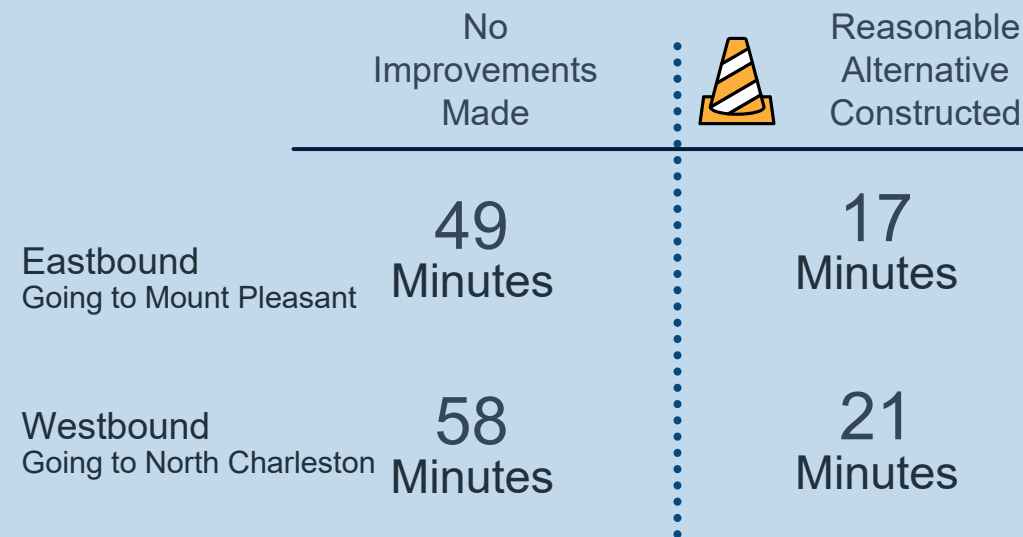 No
Improvements
Made
Reasonable
Alternative
Constructed
Eastbound
Going to Mount Pleasant
49
Minutes
17
Minutes
Westbound
Going to North Charleston
58
Minutes
21
Minutes